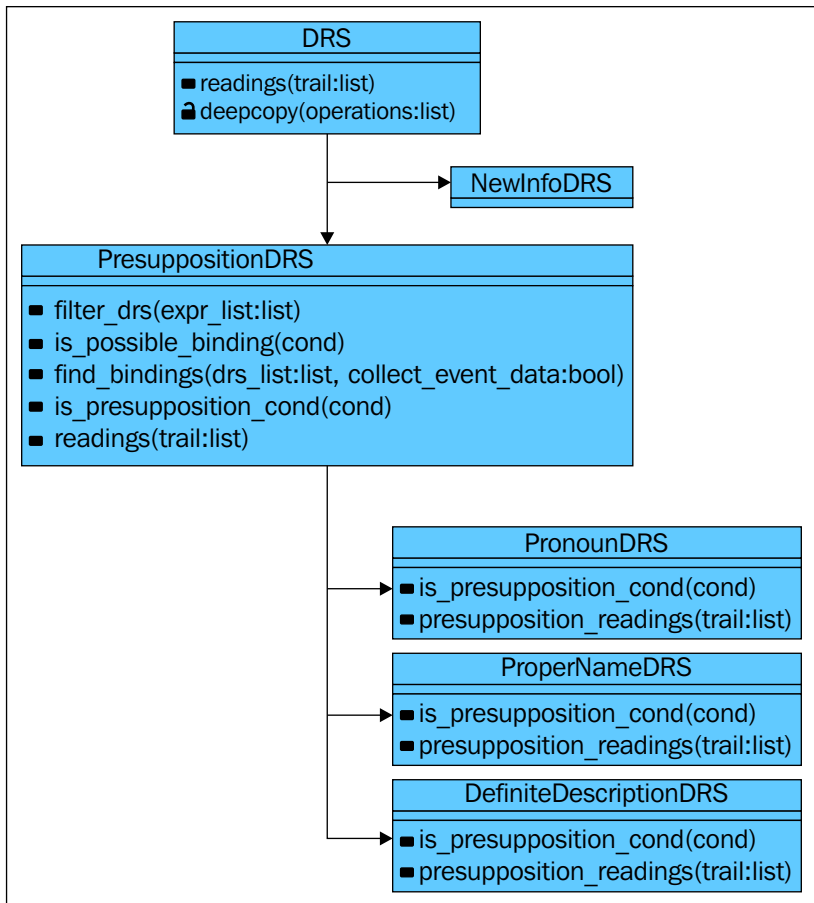 DRS
readings(trail:list)
deepcopy(operations:list)
NewInfoDRS
PresuppositionDRS
filter_drs(expr_list:list)
is_possible_binding(cond)
find_bindings(drs_list:list, collect_event_data:bool)
is_presupposition_cond(cond)
readings(trail:list)
PronounDRS
is_presupposition_cond(cond)
presupposition_readings(trail:list)
ProperNameDRS
is_presupposition_cond(cond)
presupposition_readings(trail:list)
DefiniteDescriptionDRS
is_presupposition_cond(cond)
presupposition_readings(trail:list)